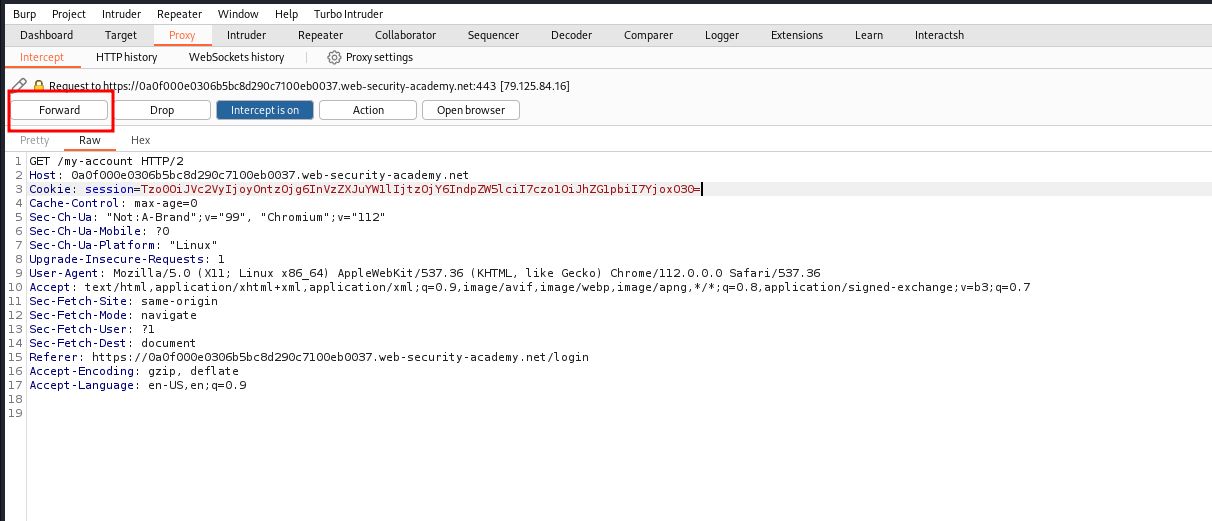 Burp Project Intruder Repeater Window Help Turbo Intruder
Dashboard Target Proxy Intruder Repeater Collaborator Sequencer Decoder Comparer Logger Extensions Learn Interactsh
Intercept HTTP history WebSockets history Proxy settings
Request to https://0a0f000e0306b5bc8d290c7100eb0037.web-security-academy.net:443 [79.125.84.16]
Forward Drop Intercept is on Action Open browser
Pretty Raw Hex
1 GET /my-account HTTP/2
2 Host: 0a0f000e0306b5bc8d290c7100eb0037.web-security-academy.net
3 Cookie: session=Tzo0OiJVc2VyIjoyOntzOjg6InVzZXJuYW1lIjtzOjY6IndpZW5lciI7czo1OiJhZG1pbiI7YjoxO30=
4 Cache-Control: max-age=0
5 Sec-Ch-Ua: "Not:A-Brand";v="99", "Chromium";v="112"
6 Sec-Ch-Ua-Mobile: ?0
7 Sec-Ch-Ua-Platform: "Linux"
8 Upgrade-Insecure-Requests: 1
9 User-Agent: Mozilla/5.0 (X11; Linux x86_64) AppleWebKit/537.36 (KHTML, like Gecko) Chrome/112.0.0.0 Safari/537.36
10 Accept: text/html,application/xhtml+xml,application/xml;q=0.9,image/avif,image/webp,image/apng,*/*;q=0.8,application/signed-exchange;v=b3;q=0.7
11 Sec-Fetch-Site: same-origin
12 Sec-Fetch-Mode: navigate
13 Sec-Fetch-User: ?1
14 Sec-Fetch-Dest: document
15 Referer: https://0a0f000e0306b5bc8d290c7100eb0037.web-security-academy.net/login
16 Accept-Encoding: gzip, deflate
17 Accept-Language: en-US,en;q=0.9
18
19